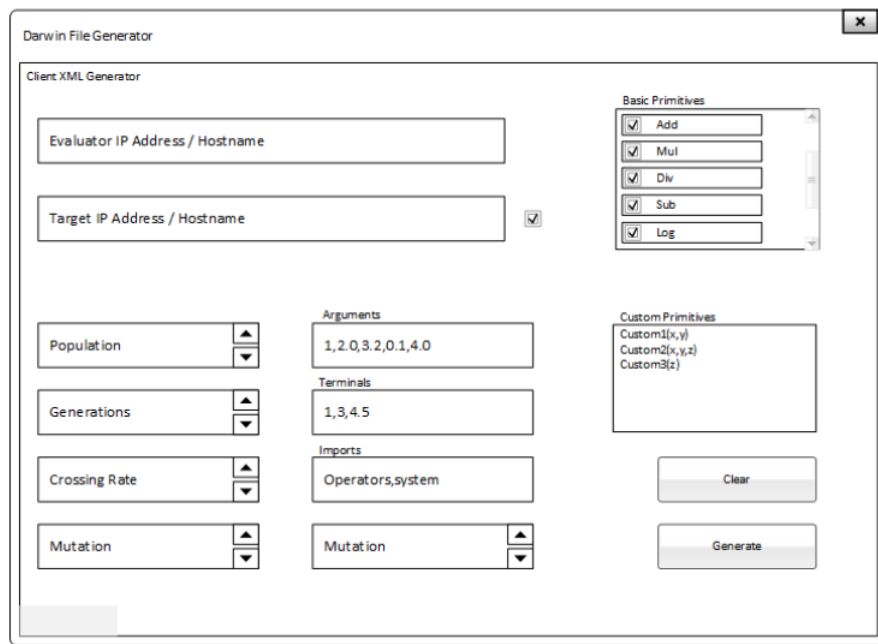 Darwin File Generator
Client XML Generator
Basic Primitives
Evaluator IP Address / Hostname
Add
Mul
Div
Target IP Address / Hostname
Sub
Log
Arguments
Custom Primitives
Population
1,2.0,3.2,0.1,4.0
Custom1(x,y)
Custom2(x,y,z)
Custom3(z)
Terminals
Generations
1,3,4.5
Imports
Crossing Rate
Operators,system
Clear
Mutation
Mutation
Generate